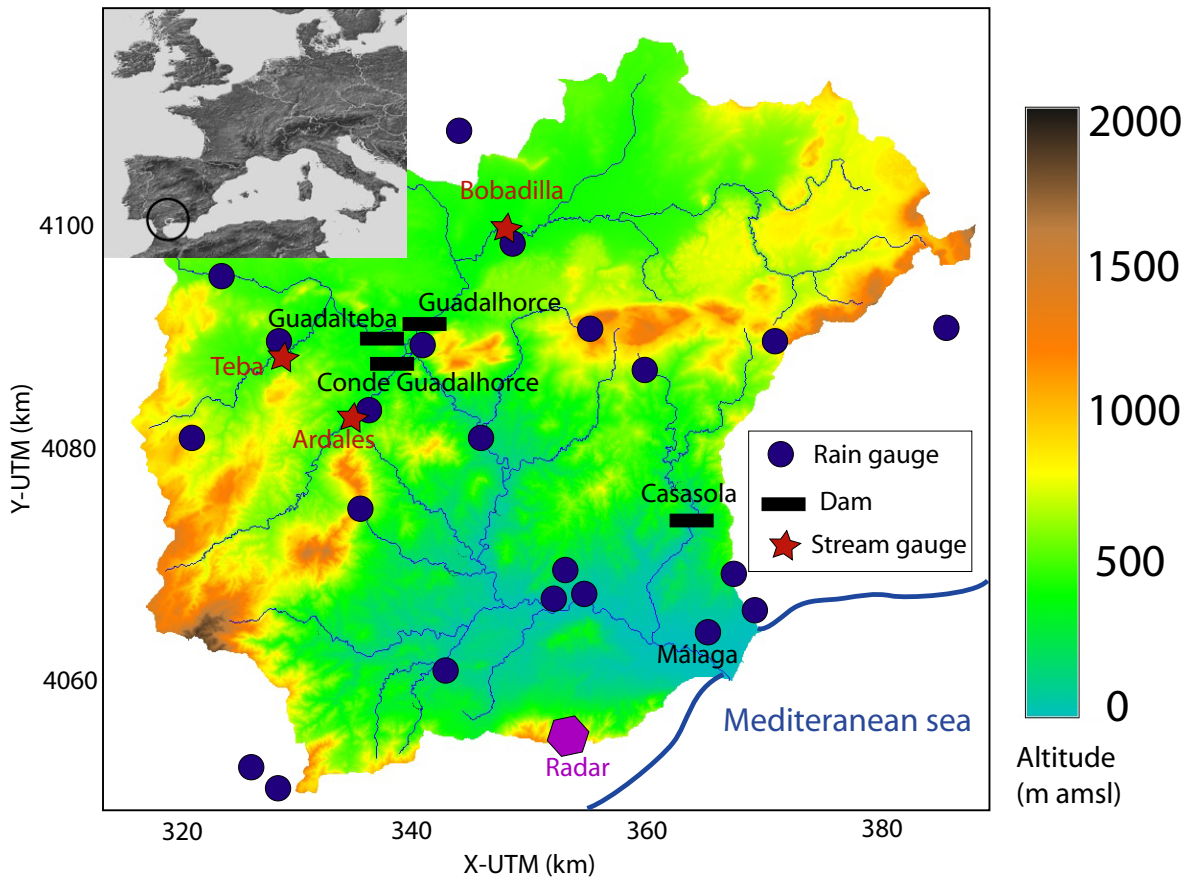 Bobadilla
Guadalhorce
Guadalteba
Teba
Conde Guadalhorce
Ardales
Casasola
Málaga
Radar
Mediteranean sea
Rain gauge
Dam
Stream gauge
4100
4080
4060
Y-UTM (km)
320
340
360
380
X-UTM (km)
2000
1500
1000
500
0
Altitude
(m amsl)